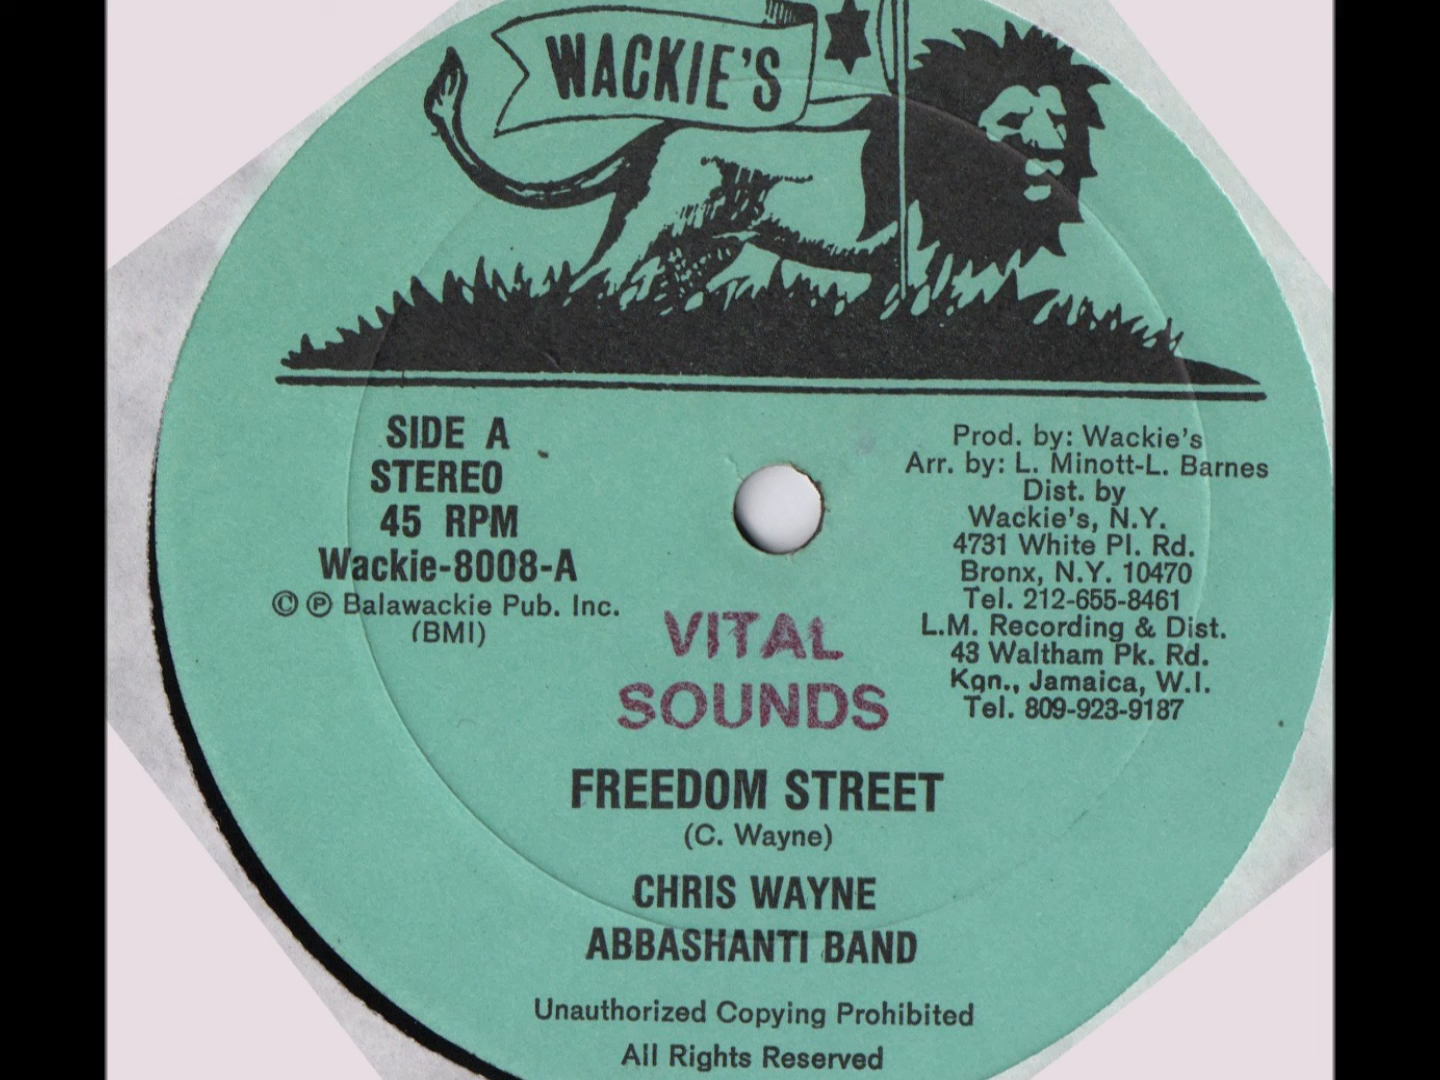 WACKIE'S
SIDE A
STEREO
45 RPM
Wackie-8008-A
© ℗ Balawackie Pub. Inc.
(BMI)
Prod. by: Wackie's
Arr. by: L. Minott-L. Barnes
Dist. by
Wackie's, N.Y.
4731 White Pl. Rd.
Bronx, N.Y. 10470
Tel. 212-655-8461
L.M. Recording & Dist.
43 Waltham Pk. Rd.
Kgn., Jamaica, W.I.
Tel. 809-923-9187
VITAL
SOUNDS
FREEDOM STREET
(C. Wayne)
CHRIS WAYNE
ABBASHANTI BAND
Unauthorized Copying Prohibited
All Rights Reserved